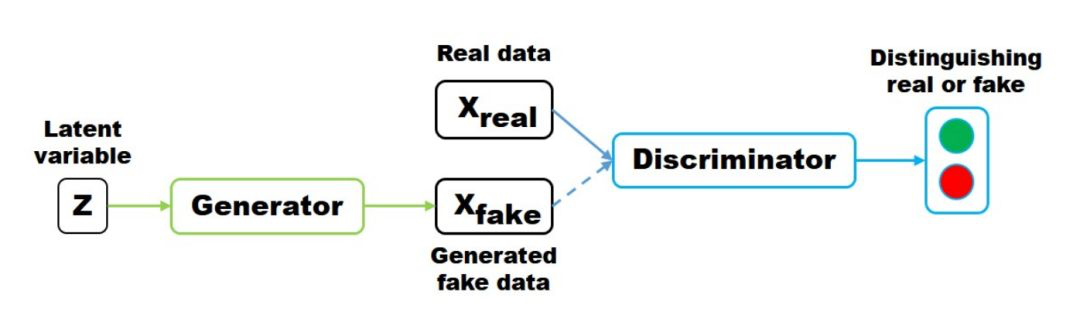 Latent
variable
Z
Generator
Real data
Xreal
Xfake
Generated
fake data
Discriminator
Distinguishing
real or fake